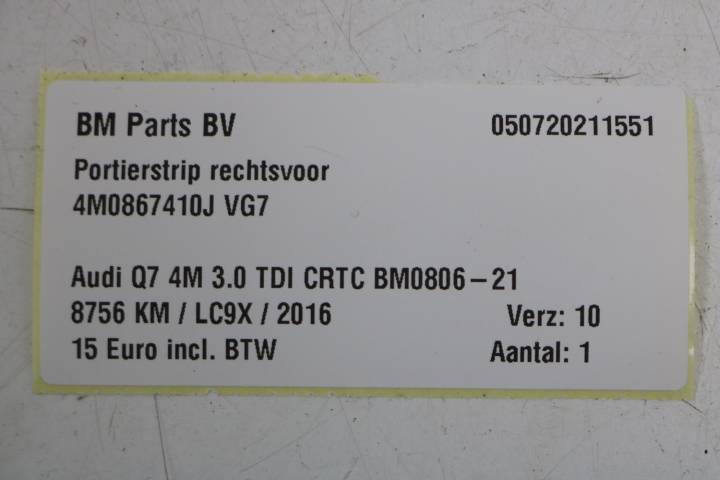 BM Parts BV 050720211551
Portierstrip rechtsvoor
4M0867410J VG7
Audi Q7 4M 3.0 TDI CRTC BM0806-21
8756 KM / LC9X / 2016 Verz: 10
15 Euro incl. BTW Aantal: 1